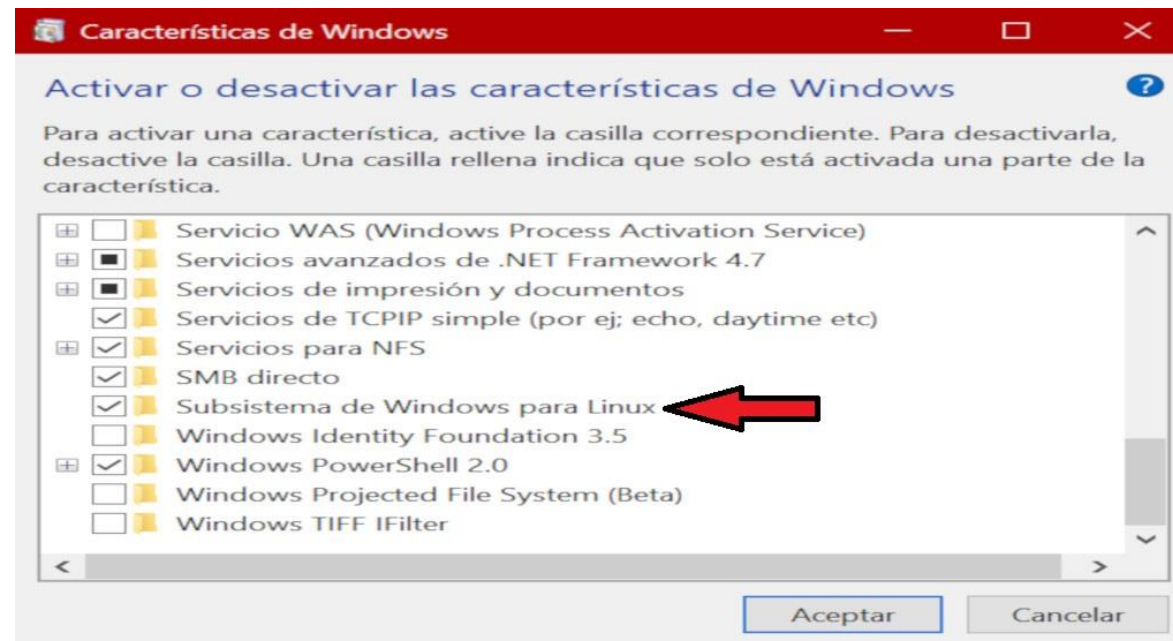 Características de Windows
Activar o desactivar las características de Windows
Para activar una característica, active la casilla correspondiente. Para desactivarla,
desactive la casilla. Una casilla rellena indica que solo está activada una parte de la
característica.
Servicio WAS (Windows Process Activation Service)
Servicios avanzados de .NET Framework 4.7
Servicios de impresión y documentos
Servicios de TCPIP simple (por ej; echo, daytime etc)
Servicios para NFS
SMB directo
Subsistema de Windows para Linux
Windows Identity Foundation 3.5
Windows PowerShell 2.0
Windows Projected File System (Beta)
Windows TIFF IFilter
Aceptar
Cancelar